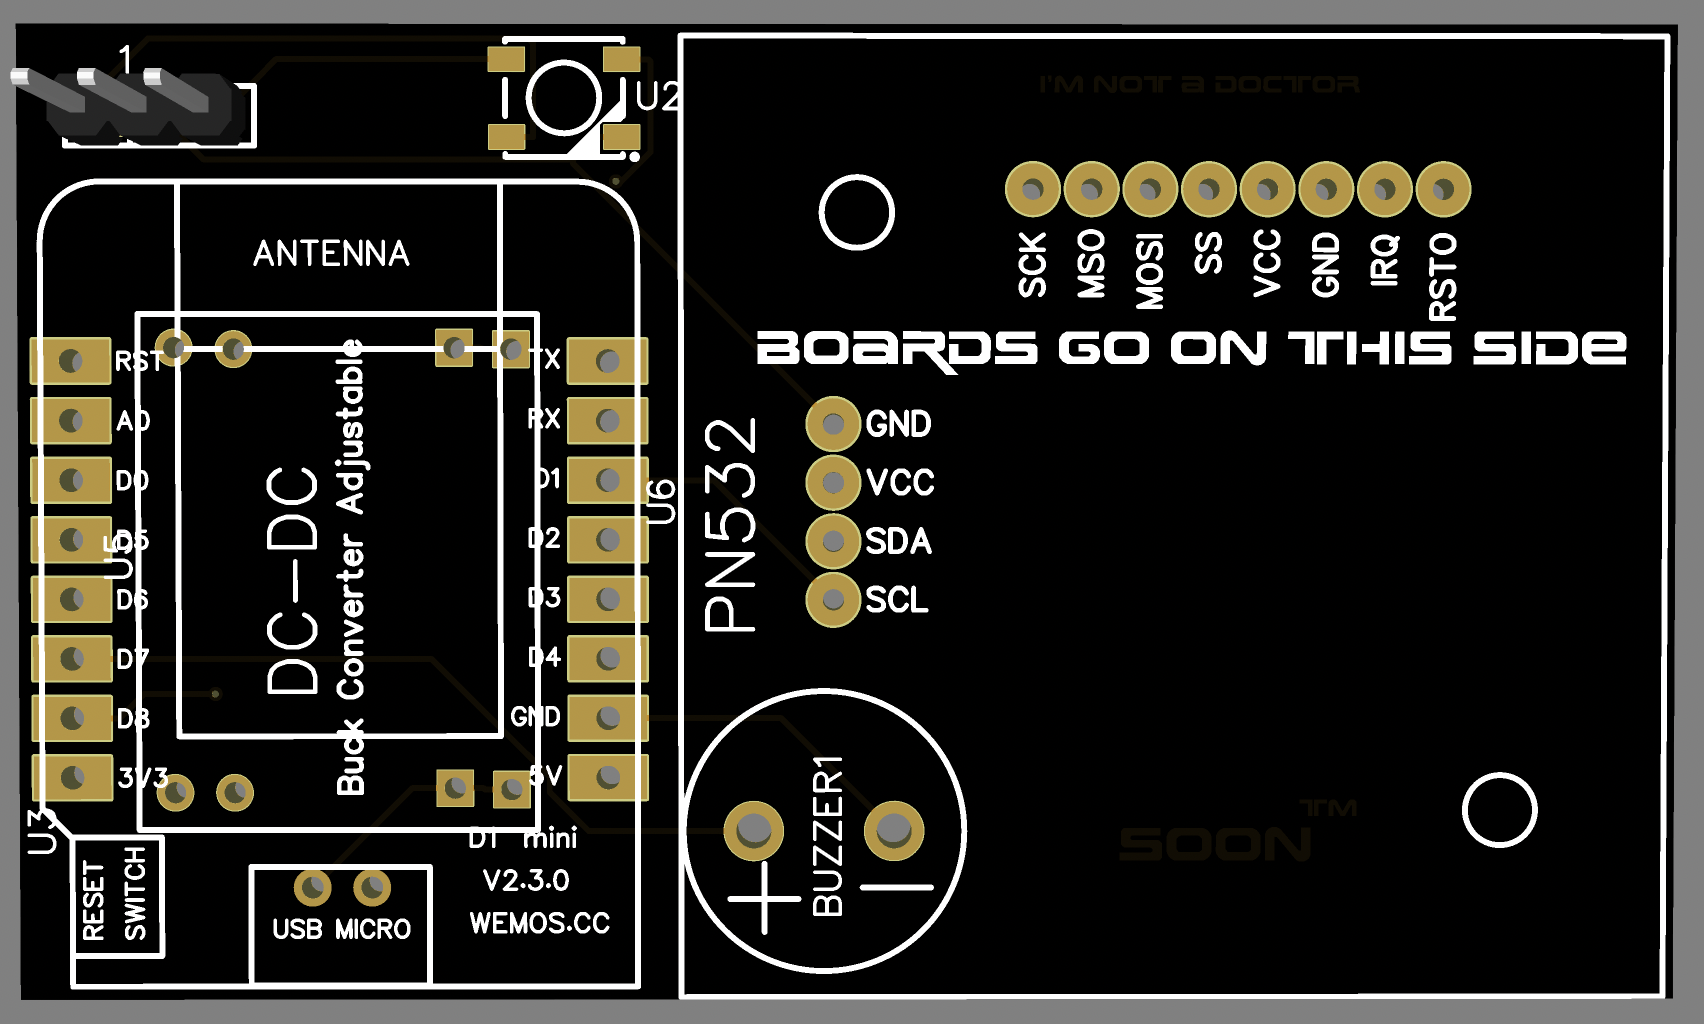 1
U2
I'M NOT a DOCTOR
ANTENNA
SCK
MSO
MOSI
SS
VCC
GND
IRQ
RSTO
BOARDS GO ON THIS SIDE
RST
A0
D0
D5
D6
D7
D8
3V3
TX
RX
D1
D2
D3
D4
GND
5V
U5
U6
U3
DC-DC
Buck Converter Adjustable
PN532
GND
VCC
SDA
SCL
D1 mini
V2.3.0
WEMOS.CC
RESET
SWITCH
USB MICRO
BUZZER1
+ −
SOON™